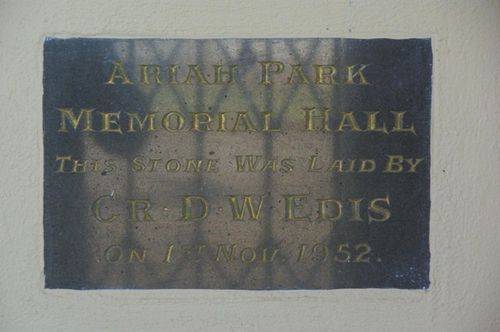 ARIAH PARK
MEMORIAL HALL
THIS STONE WAS LAID BY
CR. D W EDIS
ON 1ST NOV. 1952.